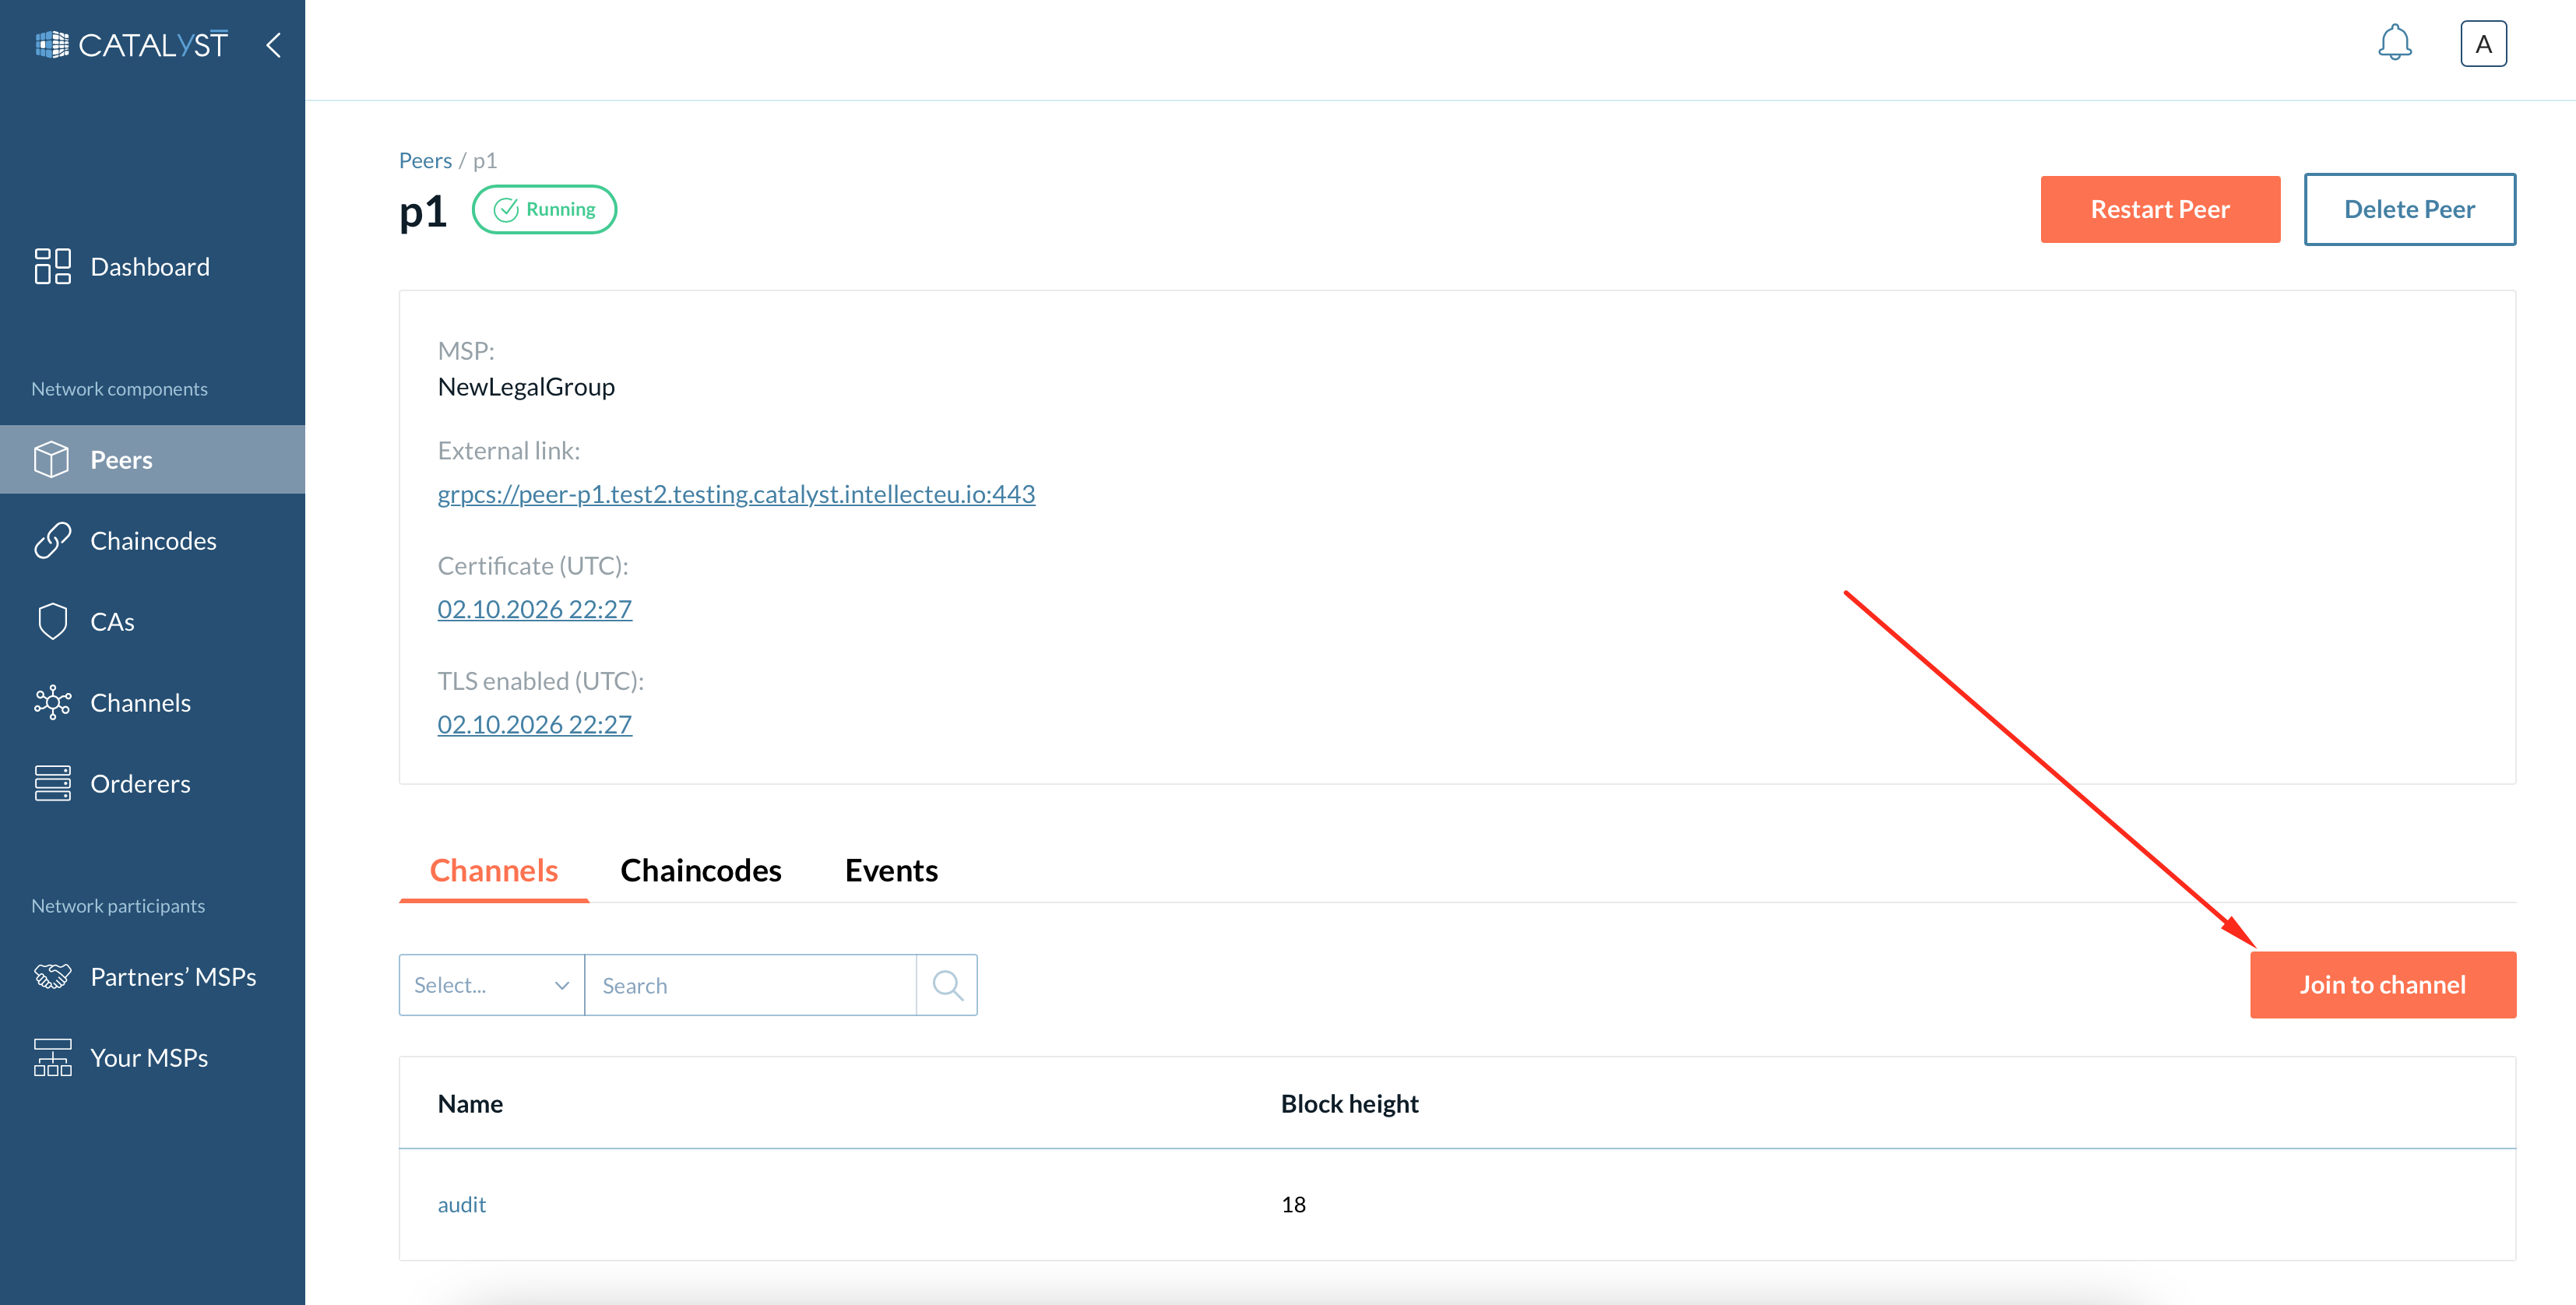 CATALYST
A
Dashboard
Network components
Peers
Chaincodes
CAs
Channels
Orderers
Network participants
Partners’ MSPs
Your MSPs
Peers / p1
p1
Running
Restart Peer
Delete Peer
MSP:
NewLegalGroup
External link:
grpcs://peer-p1.test2.testing.catalyst.intellecteu.io:443
Certificate (UTC):
02.10.2026 22:27
TLS enabled (UTC):
02.10.2026 22:27
Channels Chaincodes Events
Select... Search
Join to channel
Name Block height
audit 18